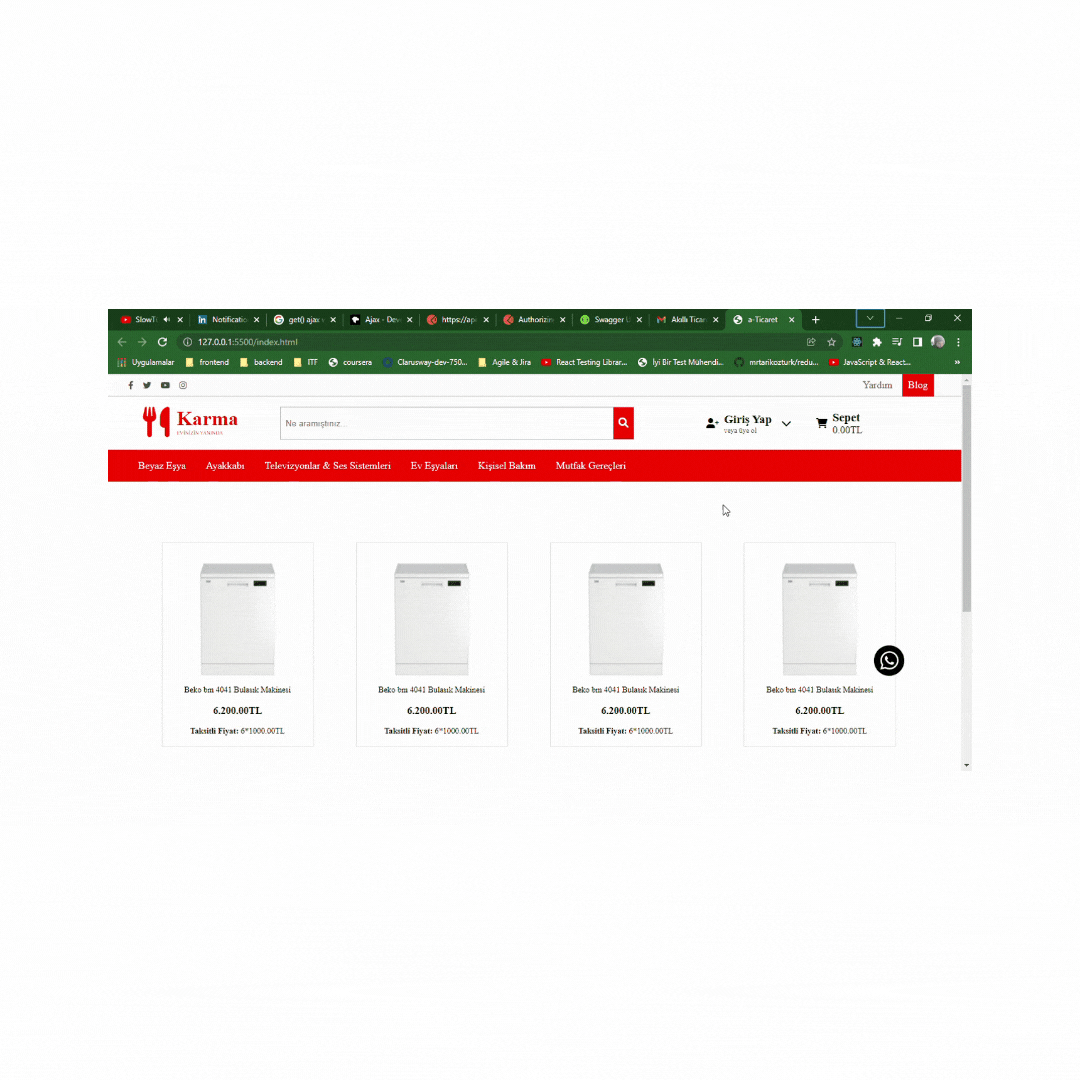 SlowT
Notificatio
get() ajax v
Ajax - Deve
https://ap
Authorizin
Swagger U
Akıllı Ticar
a-Ticaret
127.0.0.1:5500/index.html
Uygulamalar frontend backend ITF coursera Clarusway-dev-750... Agile & Jira React Testing Librar... İyi Bir Test Mühendi... mrtarikozturk/redu... JavaScript & React... »
Yardım Blog
Karma
EVİNİZİN YANINDA
Ne aramıştınız...
Giriş Yap
veya üye ol
Sepet
0.00TL
Beyaz Eşya Ayakkabı Televizyonlar & Ses Sistemleri Ev Eşyaları Kişisel Bakım Mutfak Gereçleri
Beko bm 4041 Bulaşık Makinesi Beko bm 4041 Bulaşık Makinesi Beko bm 4041 Bulaşık Makinesi Beko bm 4041 Bulaşık Makinesi
6.200.00TL 6.200.00TL 6.200.00TL 6.200.00TL
Taksitli Fiyat: 6*1000.00TL Taksitli Fiyat: 6*1000.00TL Taksitli Fiyat: 6*1000.00TL Taksitli Fiyat: 6*1000.00TL